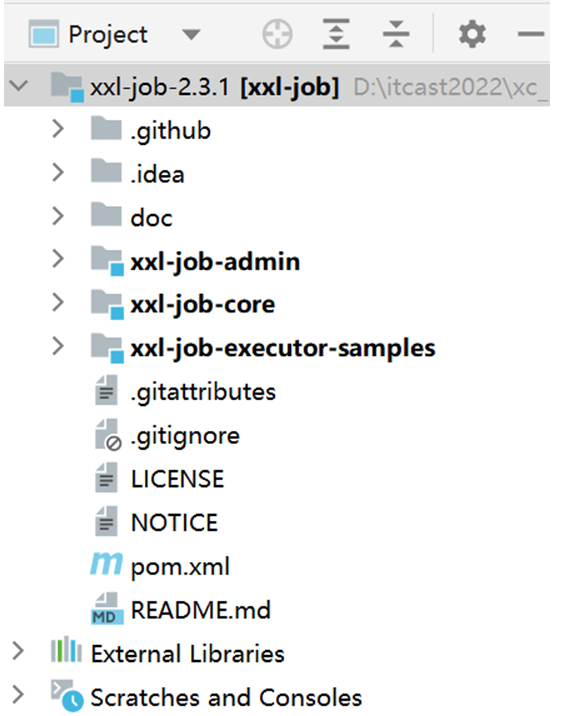 Project
xxl-job-2.3.1 [xxl-job] D:\itcast2022\xc_
.github
.idea
doc
xxl-job-admin
xxl-job-core
xxl-job-executor-samples
.gitattributes
.gitignore
LICENSE
NOTICE
m pom.xml
MD README.md
External Libraries
Scratches and Consoles